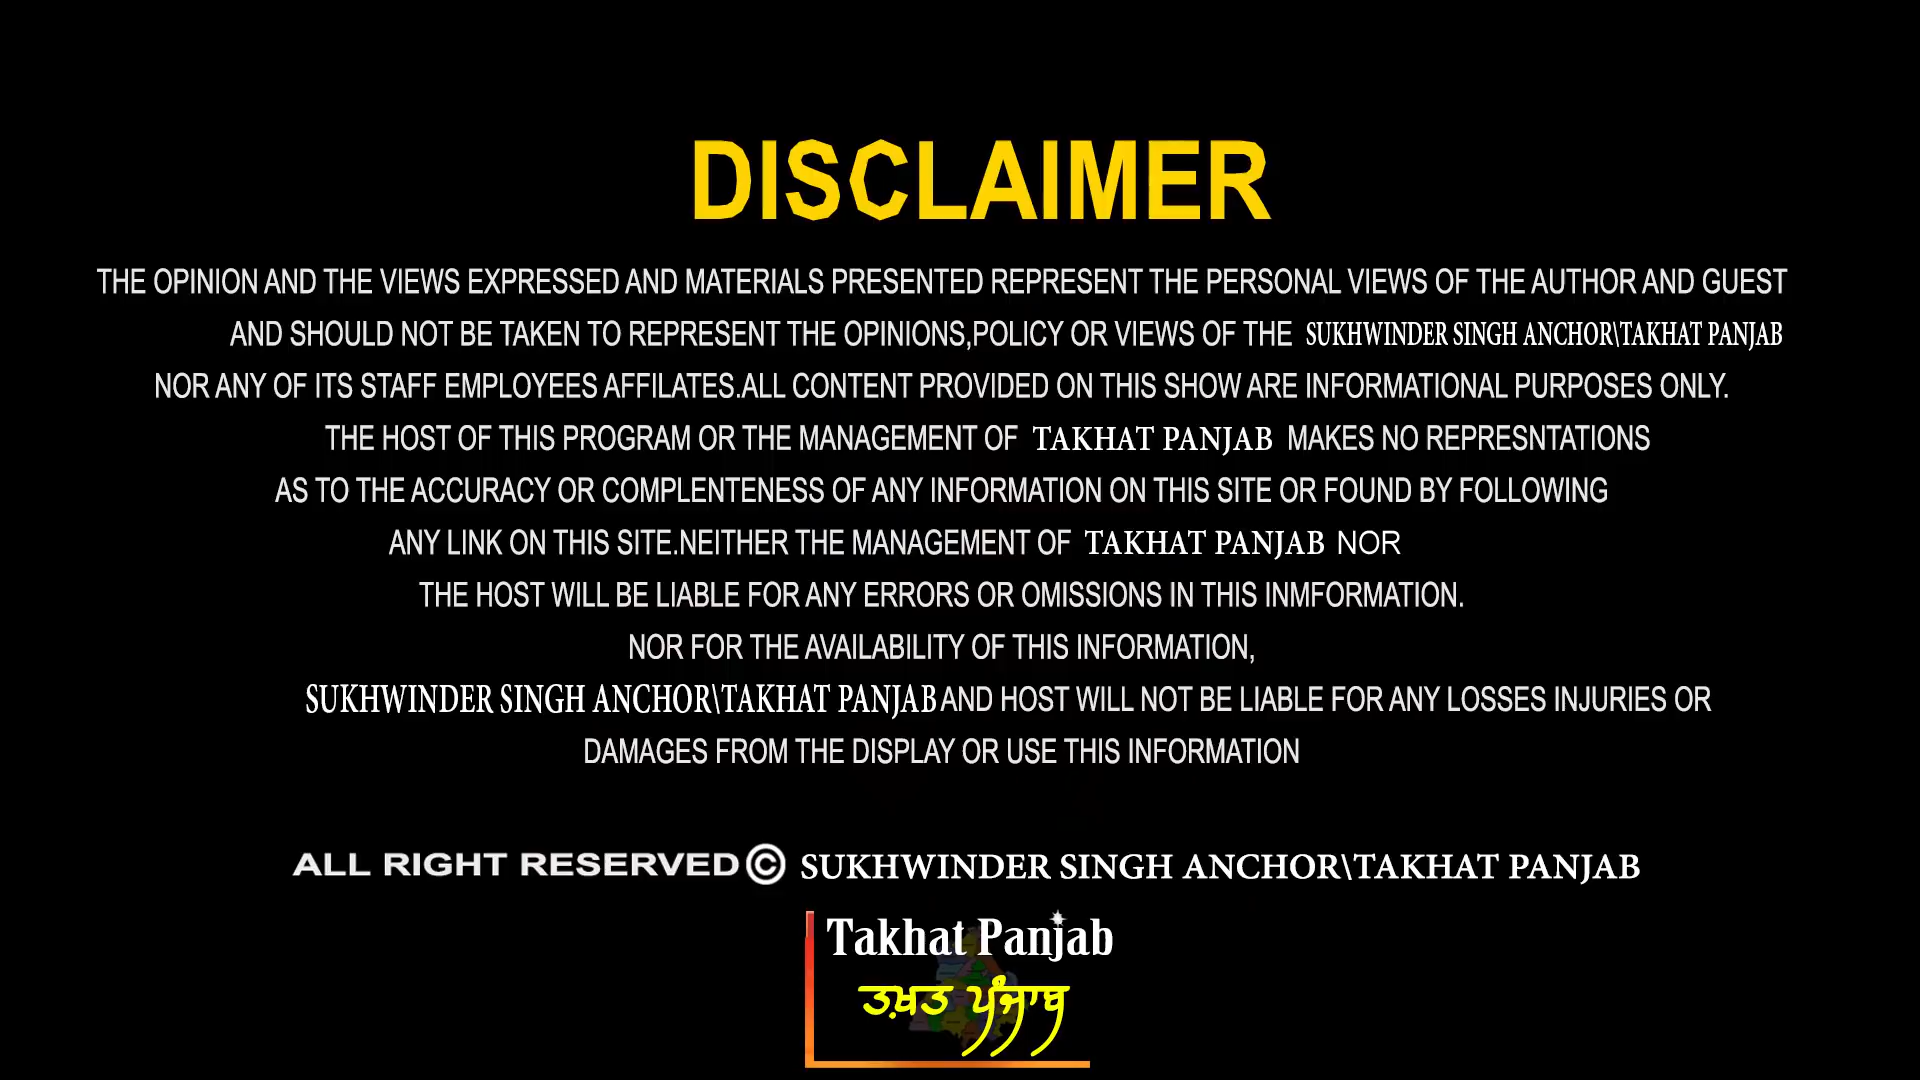 DISCLAIMER
THE OPINION AND THE VIEWS EXPRESSED AND MATERIALS PRESENTED REPRESENT THE PERSONAL VIEWS OF THE AUTHOR AND GUEST
AND SHOULD NOT BE TAKEN TO REPRESENT THE OPINIONS,POLICY OR VIEWS OF THE SUKHWINDER SINGH ANCHOR\TAKHAT PANJAB
NOR ANY OF ITS STAFF EMPLOYEES AFFILATES.ALL CONTENT PROVIDED ON THIS SHOW ARE INFORMATIONAL PURPOSES ONLY.
THE HOST OF THIS PROGRAM OR THE MANAGEMENT OF TAKHAT PANJAB MAKES NO REPRESNTATIONS
AS TO THE ACCURACY OR COMPLENTENESS OF ANY INFORMATION ON THIS SITE OR FOUND BY FOLLOWING
ANY LINK ON THIS SITE.NEITHER THE MANAGEMENT OF TAKHAT PANJAB NOR
THE HOST WILL BE LIABLE FOR ANY ERRORS OR OMISSIONS IN THIS INMFORMATION.
NOR FOR THE AVAILABILITY OF THIS INFORMATION,
SUKHWINDER SINGH ANCHOR\TAKHAT PANJAB AND HOST WILL NOT BE LIABLE FOR ANY LOSSES INJURIES OR
DAMAGES FROM THE DISPLAY OR USE THIS INFORMATION
ALL RIGHT RESERVED © SUKHWINDER SINGH ANCHOR\TAKHAT PANJAB
Takhat Panjab
ਤਖ਼ਤ ਪੰਜਾਬ